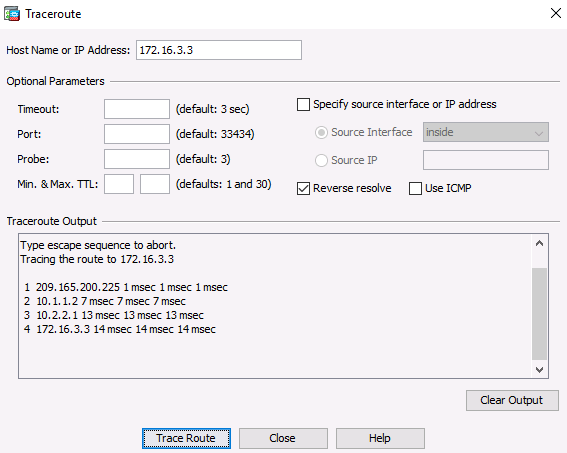 Traceroute
Host Name or IP Address: 172.16.3.3
Optional Parameters
Timeout: (default: 3 sec)
Port: (default: 33434)
Probe: (default: 3)
Min. & Max. TTL: (defaults: 1 and 30)
Specify source interface or IP address
Source Interface inside
Source IP
Reverse resolve Use ICMP
Traceroute Output
Type escape sequence to abort.
Tracing the route to 172.16.3.3
1 209.165.200.225 1 msec 1 msec 1 msec
2 10.1.1.2 7 msec 7 msec 7 msec
3 10.2.2.1 13 msec 13 msec 13 msec
4 172.16.3.3 14 msec 14 msec 14 msec
Clear Output
Trace Route Close Help